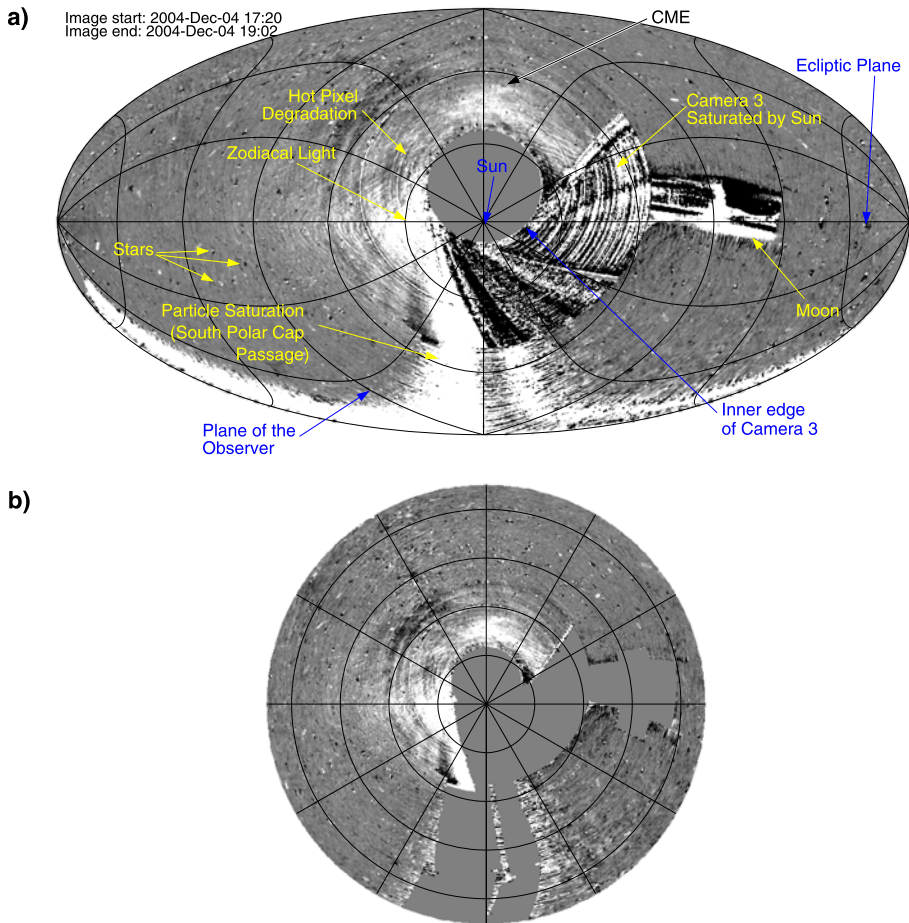 a)
Image start: 2004-Dec-04 17:20
Image end: 2004-Dec-04 19:02
CME
Ecliptic Plane
Hot Pixel
Degradation
Camera 3
Saturated by Sun
Zodiacal Light
Sun
Stars
Particle Saturation
(South Polar Cap
Passage)
Moon
Plane of the
Observer
Inner edge
of Camera 3
b)